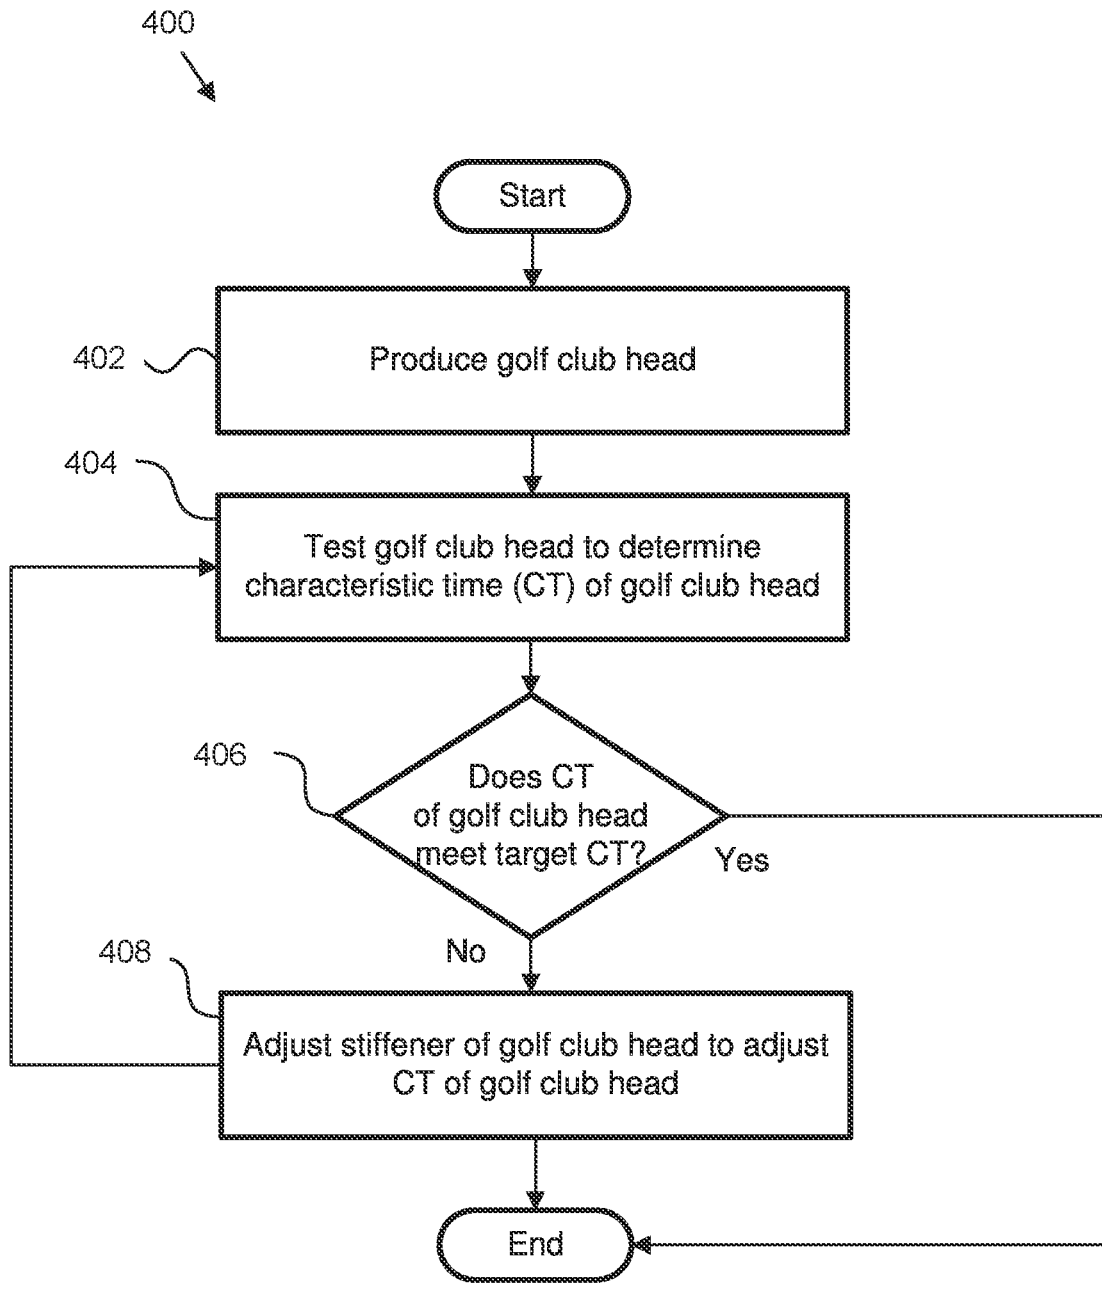 400
Start
402
Produce golf club head
404
Test golf club head to determine
characteristic time (CT) of golf club head
406
Does CT
of golf club head
meet target CT?
Yes
No
408
Adjust stiffener of golf club head to adjust
CT of golf club head
End